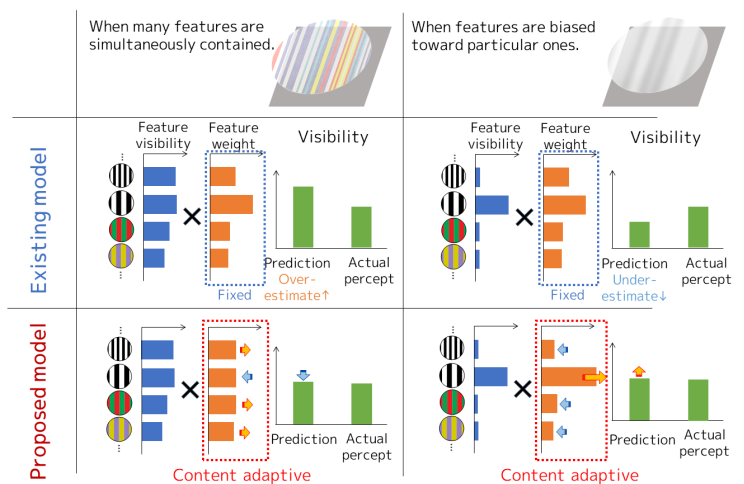 When many features are
simultaneously contained.
When features are biased
toward particular ones.
Existing model
Feature
visibility
Feature
weight
Visibility
Prediction
Over-
estimate↑
Actual
percept
Fixed
Feature
visibility
Feature
weight
Visibility
Prediction
Under-
estimate↓
Actual
percept
Fixed
Proposed model
Prediction
Actual
percept
Content adaptive
Prediction
Actual
percept
Content adaptive